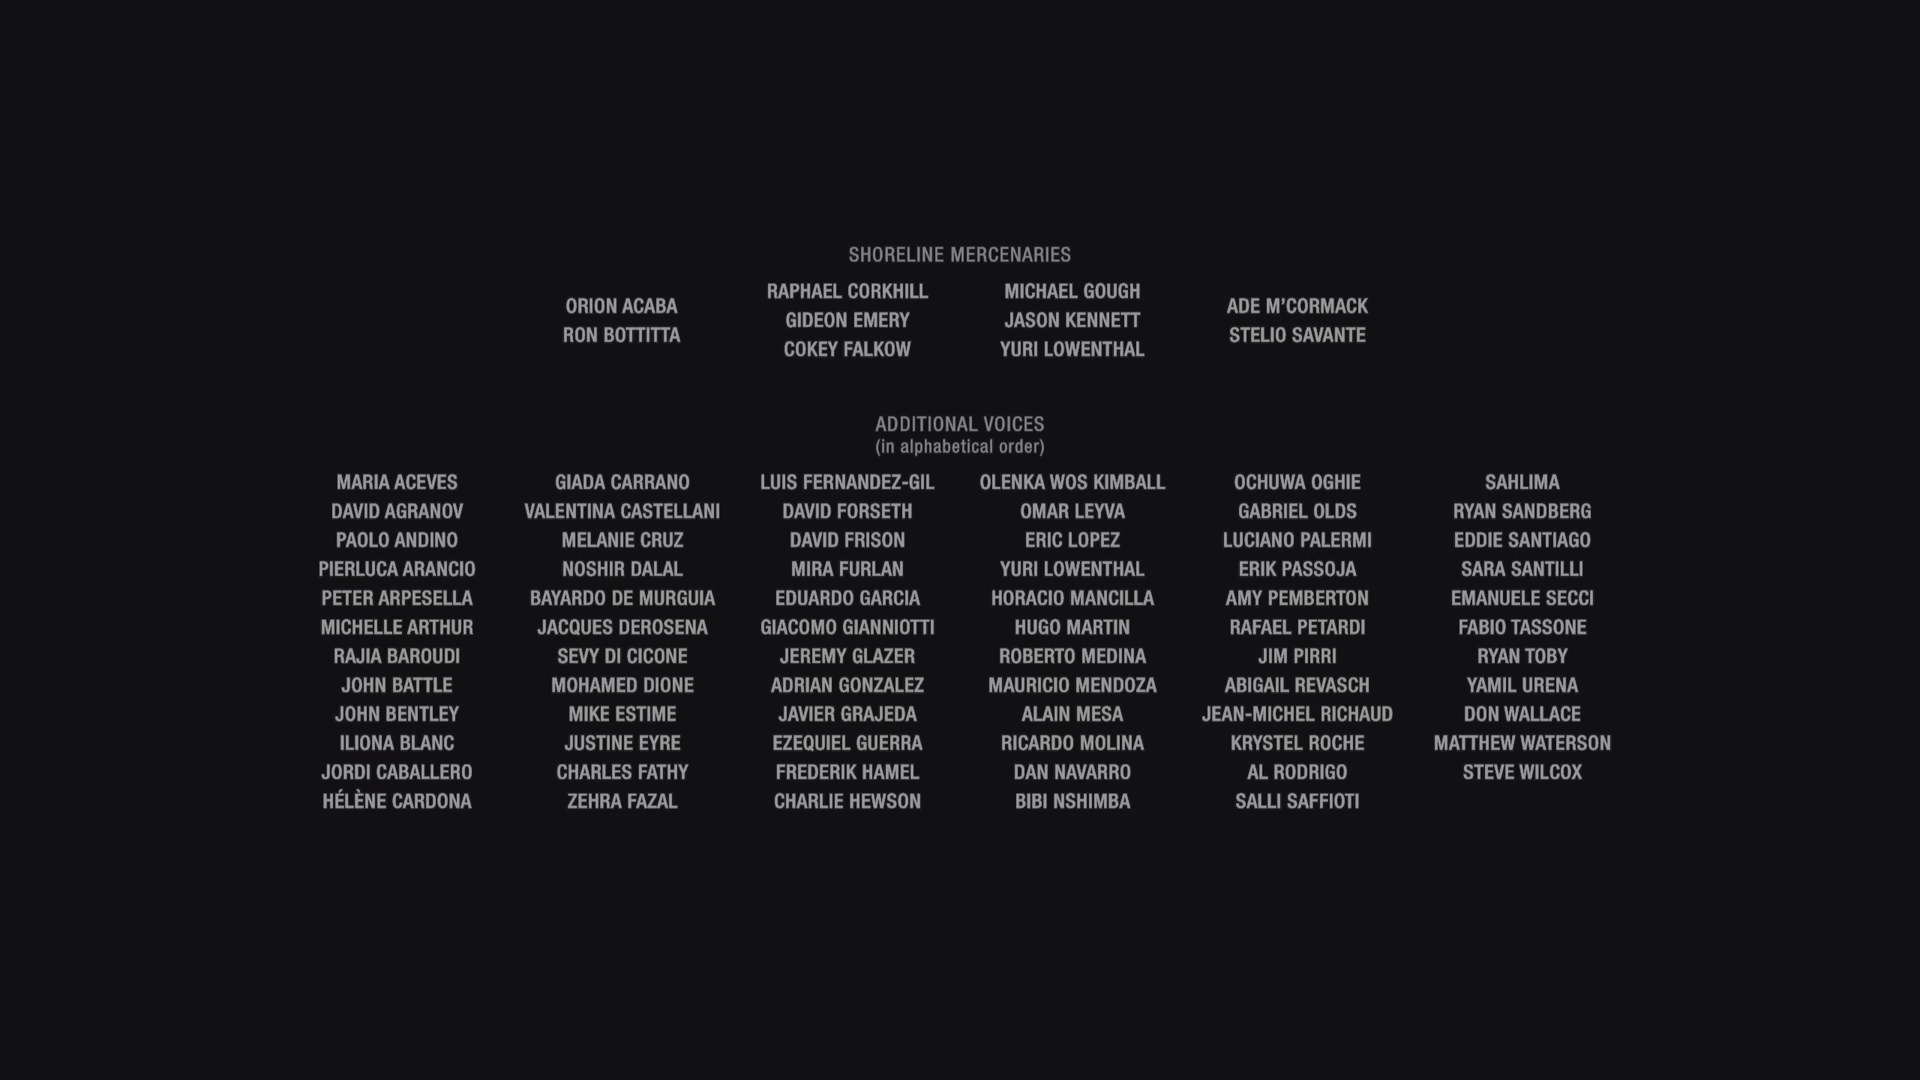 SHORELINE MERCENARIES
ORION ACABA
RON BOTTITTA
RAPHAEL CORKHILL
GIDEON EMERY
COKEY FALKOW
MICHAEL GOUGH
JASON KENNETT
YURI LOWENTHAL
ADE M’CORMACK
STELIO SAVANTE
ADDITIONAL VOICES
(in alphabetical order)
MARIA ACEVES
DAVID AGRANOV
PAOLO ANDINO
PIERLUCA ARANCIO
PETER ARPESELLA
MICHELLE ARTHUR
RAJIA BAROUDI
JOHN BATTLE
JOHN BENTLEY
ILIONA BLANC
JORDI CABALLERO
HÉLÈNE CARDONA
GIADA CARRANO
VALENTINA CASTELLANI
MELANIE CRUZ
NOSHIR DALAL
BAYARDO DE MURGUIA
JACQUES DEROSENA
SEVY DI CICONE
MOHAMED DIONE
MIKE ESTIME
JUSTINE EYRE
CHARLES FATHY
ZEHRA FAZAL
LUIS FERNANDEZ-GIL
DAVID FORSETH
DAVID FRISON
MIRA FURLAN
EDUARDO GARCIA
GIACOMO GIANNIOTTI
JEREMY GLAZER
ADRIAN GONZALEZ
JAVIER GRAJEDA
EZEQUIEL GUERRA
FREDERIK HAMEL
CHARLIE HEWSON
OLENKA WOS KIMBALL
OMAR LEYVA
ERIC LOPEZ
YURI LOWENTHAL
HORACIO MANCILLA
HUGO MARTIN
ROBERTO MEDINA
MAURICIO MENDOZA
ALAIN MESA
RICARDO MOLINA
DAN NAVARRO
BIBI NSHIMBA
OCHUWA OGHIE
GABRIEL OLDS
LUCIANO PALERMI
ERIK PASSOJA
AMY PEMBERTON
RAFAEL PETARDI
JIM PIRRI
ABIGAIL REVASCH
JEAN-MICHEL RICHAUD
KRYSTEL ROCHE
AL RODRIGO
SALLI SAFFIOTI
SAHLIMA
RYAN SANDBERG
EDDIE SANTIAGO
SARA SANTILLI
EMANUELE SECCI
FABIO TASSONE
RYAN TOBY
YAMIL URENA
DON WALLACE
MATTHEW WATERSON
STEVE WILCOX